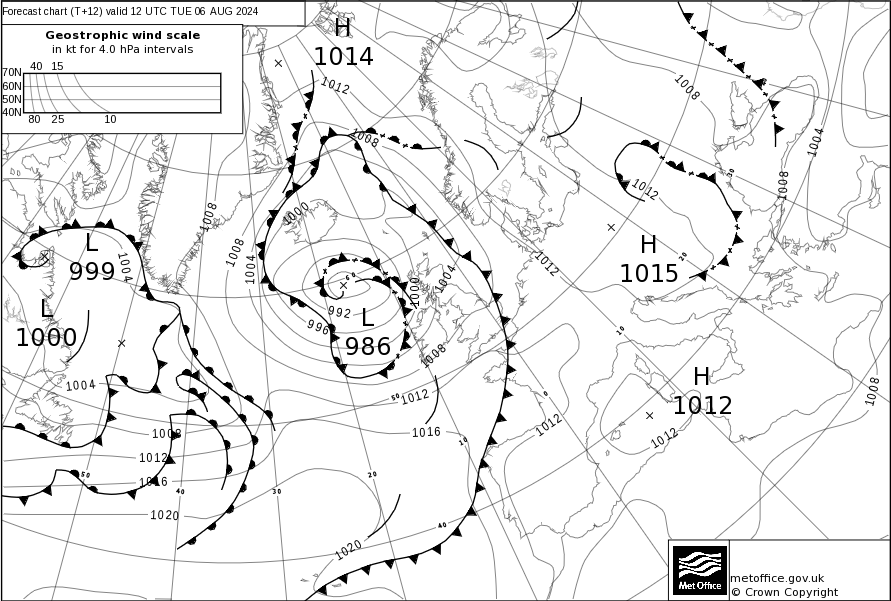 Forecast chart (T+12) valid 12 UTC TUE 06 AUG 2024
Geostrophic wind scale
in kt for 4.0 hPa intervals
40 15
70N
60N
50N
40N
80 25 10
H
1014
1012
1008
1008
1004
1008
1012
1000
1008
1008
1004
L
999
1004
H
1015
1012
1004
1000
L
1000
992
996
L
986
1008
1004
H
1012
1012
1016
1012
1012
1008
1008
1012
1016
1020
1020
60
50
50
40
30
20
10
40
0
10
20
30
Met Office
metoffice.gov.uk
© Crown Copyright